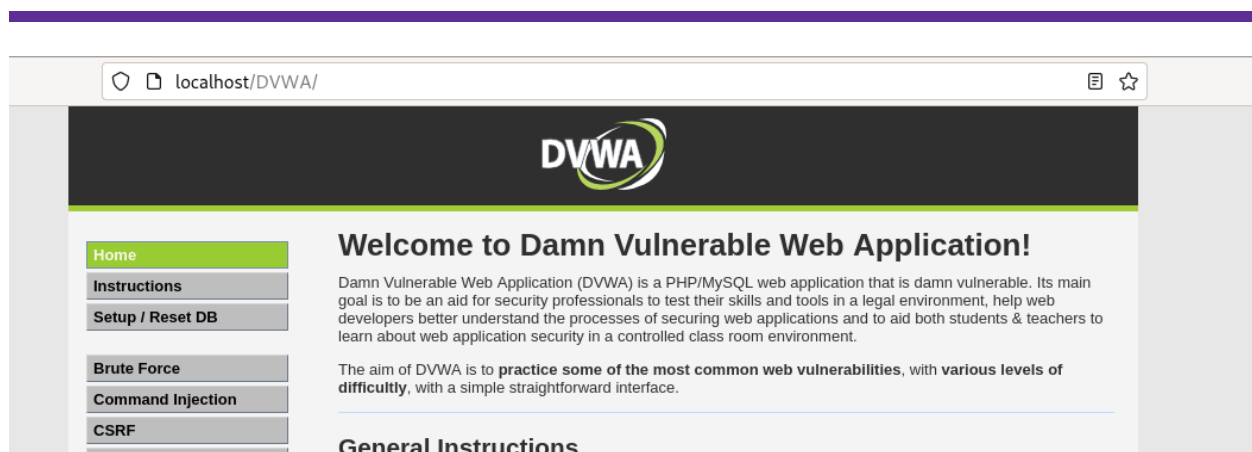 localhost/DVWA/
DVWA
Home
Instructions
Setup / Reset DB
Brute Force
Command Injection
CSRF
Welcome to Damn Vulnerable Web Application!
Damn Vulnerable Web Application (DVWA) is a PHP/MySQL web application that is damn vulnerable. Its main
goal is to be an aid for security professionals to test their skills and tools in a legal environment, help web
developers better understand the processes of securing web applications and to aid both students & teachers to
learn about web application security in a controlled class room environment.
The aim of DVWA is to practice some of the most common web vulnerabilities, with various levels of
difficultly, with a simple straightforward interface.
General Instructions